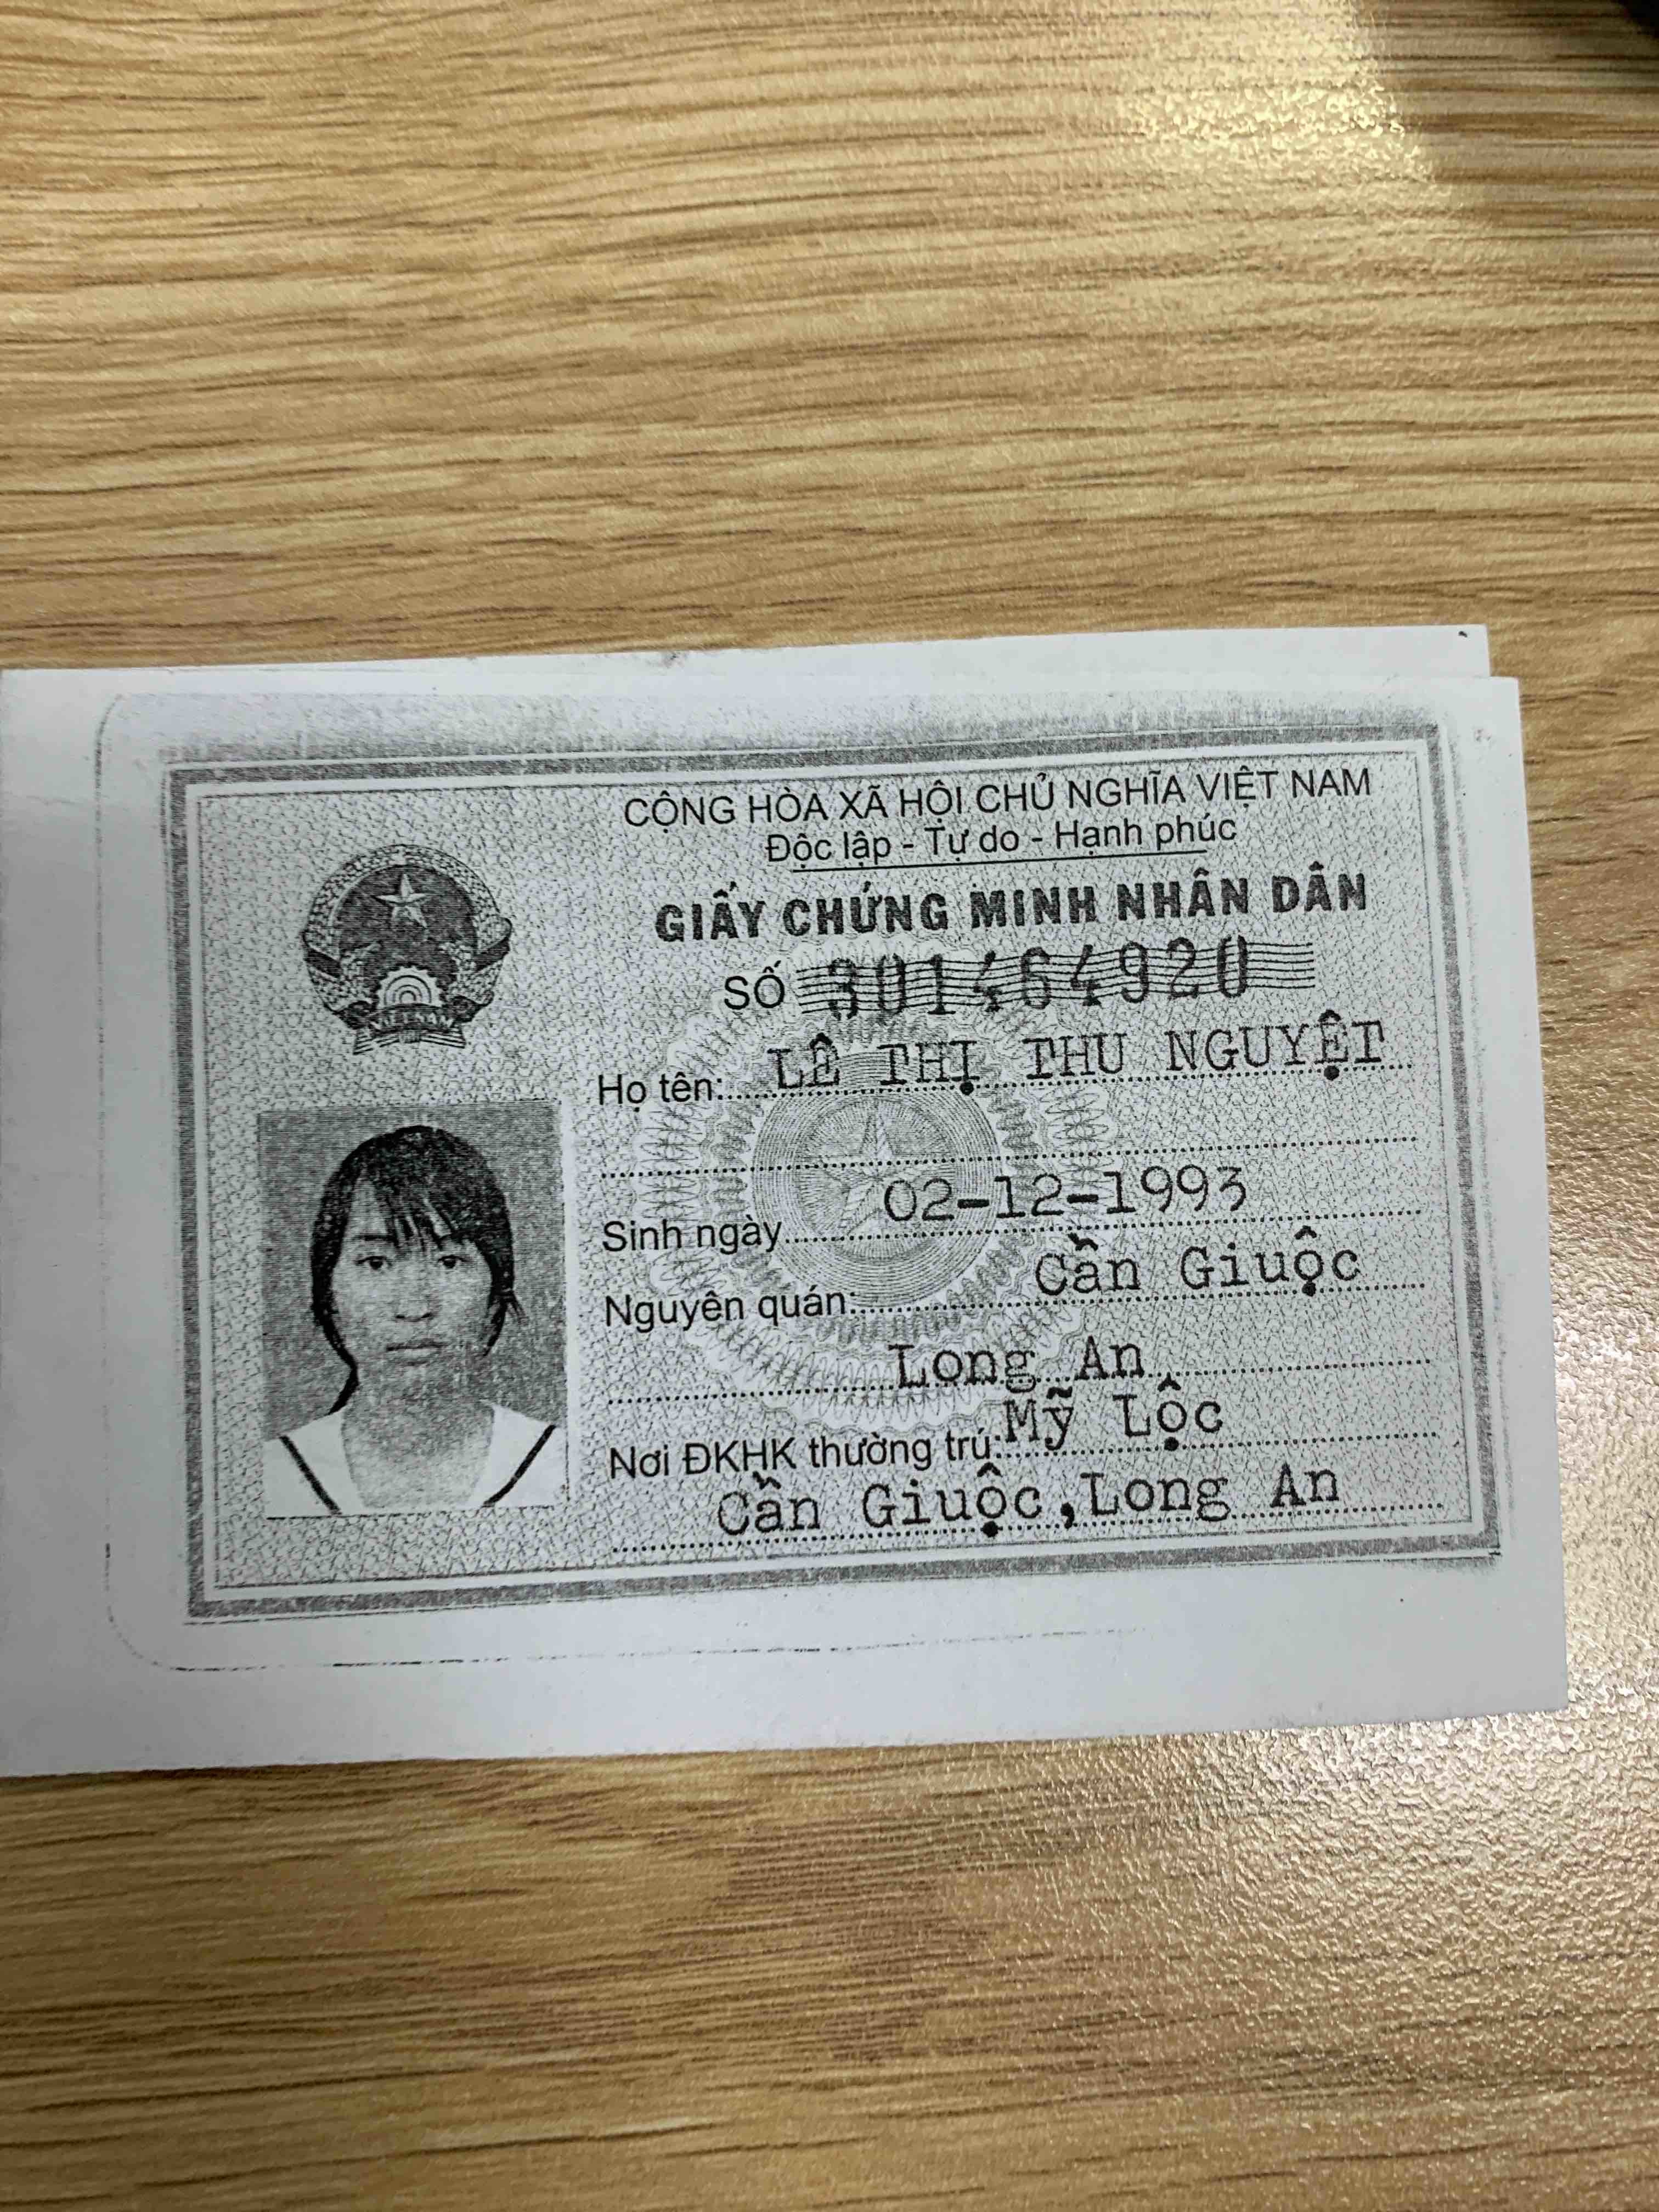 CỘNG HÒA XÃ HỘI CHỦ NGHĨA VIỆT NAM
Độc lập - Tự do - Hạnh phúc
GIẤY CHỨNG MINH NHÂN DÂN
SỐ 301464920
Họ tên: LÊ THỊ THU NGUYỆT
Sinh ngày 02-12-1993
Nguyên quán: Cần Giuộc
Long An
Nơi ĐKHK thường trú: Mỹ Lộc
Cần Giuộc, Long An
VIỆT NAM